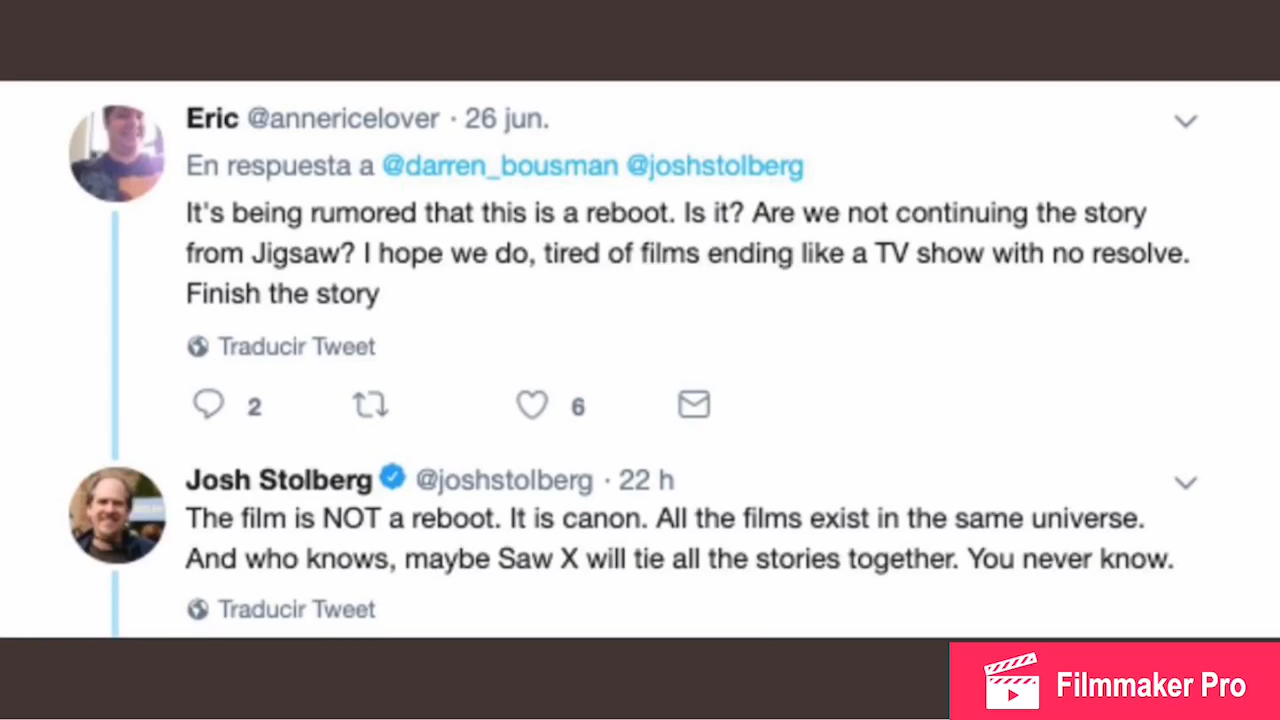 Eric @annericelover · 26 jun.
En respuesta a @darren_bousman @joshstolberg
It's being rumored that this is a reboot. Is it? Are we not continuing the story
from Jigsaw? I hope we do, tired of films ending like a TV show with no resolve.
Finish the story
Traducir Tweet
2 6
Josh Stolberg @joshstolberg · 22 h
The film is NOT a reboot. It is canon. All the films exist in the same universe.
And who knows, maybe Saw X will tie all the stories together. You never know.
Traducir Tweet
Filmmaker Pro